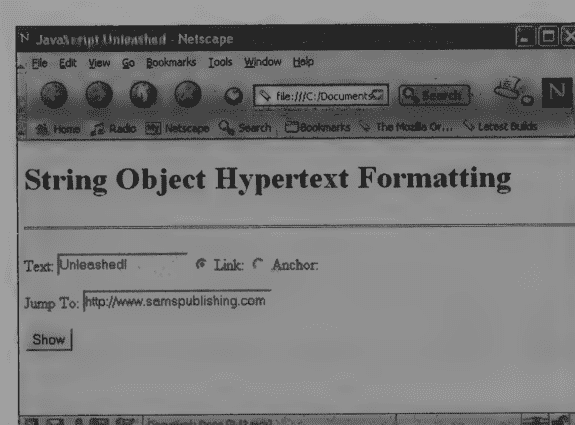 N JavaScript Unleashed - Netscape
File Edit View Go Bookmarks Tools Window Help
file:///C:/Documents Search N
Home Radio My Netscape Search Bookmarks The Mozilla Or... Latest Builds
String Object Hypertext Formatting
Text: Unleashed! Link: Anchor:
Jump To: http://www.samspublishing.com
Show